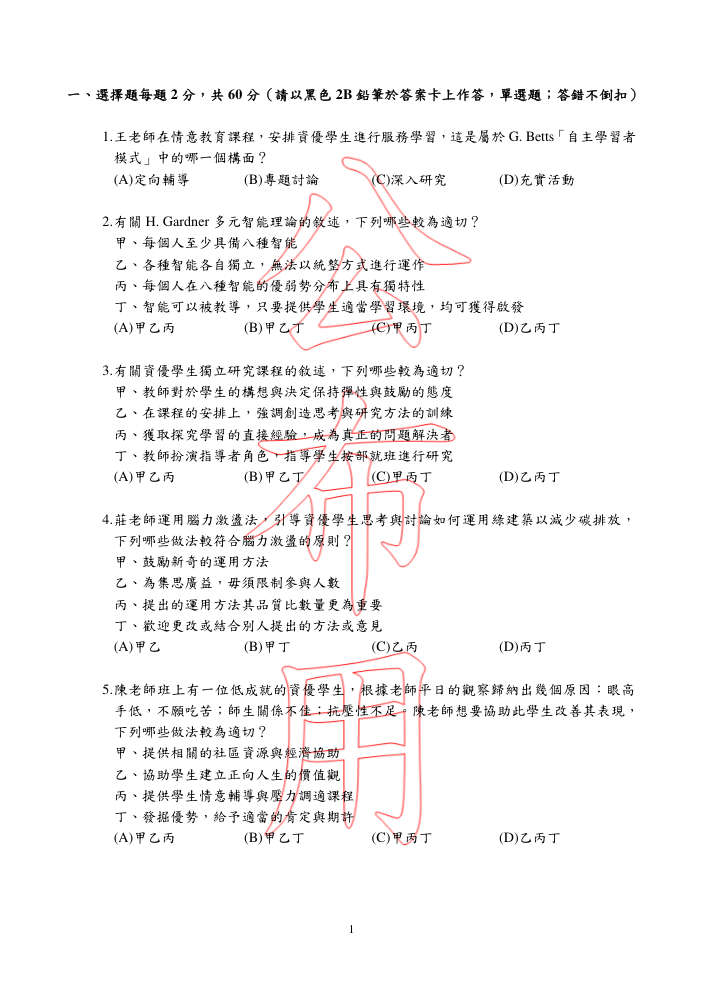 一、選擇題每題 2 分，共 60 分（請以黑色 2B 鉛筆於答案卡上作答，單選題；答錯不倒扣）
1.王老師在情意教育課程，安排資優學生進行服務學習，這是屬於 G. Betts「自主學習者
模式」中的哪一個構面？
(A)定向輔導 (B)專題討論 (C)深入研究 (D)充實活動
2.有關 H. Gardner 多元智能理論的敘述，下列哪些較為適切？
甲、每個人至少具備八種智能
乙、各種智能各自獨立，無法以統整方式進行運作
丙、每個人在八種智能的優弱勢分布上具有獨特性
丁、智能可以被教導，只要提供學生適當學習環境，均可獲得啟發
(A)甲乙丙 (B)甲乙丁 (C)甲丙丁 (D)乙丙丁
3.有關資優學生獨立研究課程的敘述，下列哪些較為適切？
甲、教師對於學生的構想與決定保持彈性與鼓勵的態度
乙、在課程的安排上，強調創造思考與研究方法的訓練
丙、獲取探究學習的直接經驗，成為真正的問題解決者
丁、教師扮演指導者角色，指導學生按部就班進行研究
(A)甲乙丙 (B)甲乙丁 (C)甲丙丁 (D)乙丙丁
4.莊老師運用腦力激盪法，引導資優學生思考與討論如何運用綠建築以減少碳排放，
下列哪些做法較符合腦力激盪的原則？
甲、鼓勵新奇的運用方法
乙、為集思廣益，毋須限制參與人數
丙、提出的運用方法其品質比數量更為重要
丁、歡迎更改或結合別人提出的方法或意見
(A)甲乙 (B)甲丁 (C)乙丙 (D)丙丁
5.陳老師班上有一位低成就的資優學生，根據老師平日的觀察歸納出幾個原因：眼高
手低，不願吃苦；師生關係不佳；抗壓性不足。陳老師想要協助此學生改善其表現，
下列哪些做法較為適切？
甲、提供相關的社區資源與經濟協助
乙、協助學生建立正向人生的價值觀
丙、提供學生情意輔導與壓力調適課程
丁、發掘優勢，給予適當的肯定與期許
(A)甲乙丙 (B)甲乙丁 (C)甲丙丁 (D)乙丙丁
1
公
布
用